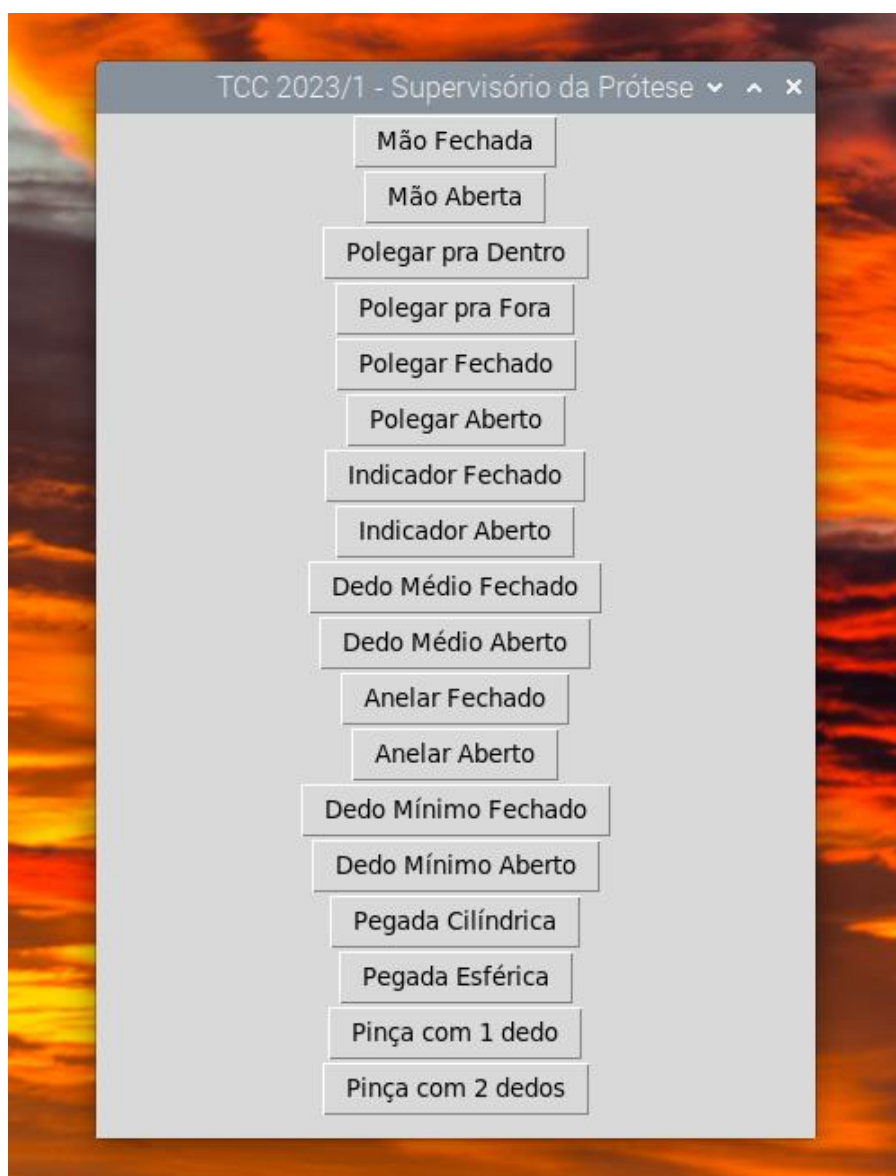 TCC 2023/1 - Supervisório da Prótese
Mão Fechada
Mão Aberta
Polegar pra Dentro
Polegar pra Fora
Polegar Fechado
Polegar Aberto
Indicador Fechado
Indicador Aberto
Dedo Médio Fechado
Dedo Médio Aberto
Anelar Fechado
Anelar Aberto
Dedo Mínimo Fechado
Dedo Mínimo Aberto
Pegada Cilíndrica
Pegada Esférica
Pinça com 1 dedo
Pinça com 2 dedos